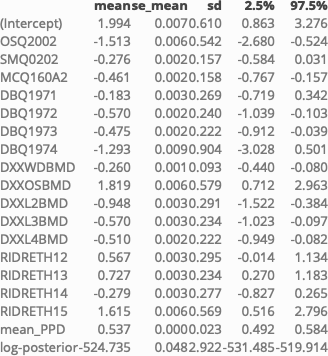 mean se_mean sd 2.5% 97.5%
(Intercept) 1.994 0.007 0.610 0.863 3.276
OSQ2002 -1.513 0.006 0.542 -2.680 -0.524
SMQ0202 -0.276 0.002 0.157 -0.584 0.031
MCQ160A2 -0.461 0.002 0.158 -0.767 -0.157
DBQ1971 -0.183 0.003 0.269 -0.719 0.342
DBQ1972 -0.570 0.002 0.240 -1.039 -0.103
DBQ1973 -0.475 0.002 0.222 -0.912 -0.039
DBQ1974 -1.293 0.009 0.904 -3.028 0.501
DXXWDBMD -0.260 0.001 0.093 -0.440 -0.080
DXXOSBMD 1.819 0.006 0.579 0.712 2.963
DXXL2BMD -0.948 0.003 0.291 -1.522 -0.384
DXXL3BMD -0.570 0.003 0.234 -1.023 -0.097
DXXL4BMD -0.510 0.002 0.222 -0.949 -0.082
RIDRETH12 0.567 0.003 0.295 -0.014 1.134
RIDRETH13 0.727 0.003 0.234 0.270 1.183
RIDRETH14 -0.279 0.003 0.277 -0.827 0.265
RIDRETH15 1.615 0.006 0.569 0.516 2.796
mean_PPD 0.537 0.000 0.023 0.492 0.584
log-posterior -524.735 0.048 2.922 -531.485 -519.914